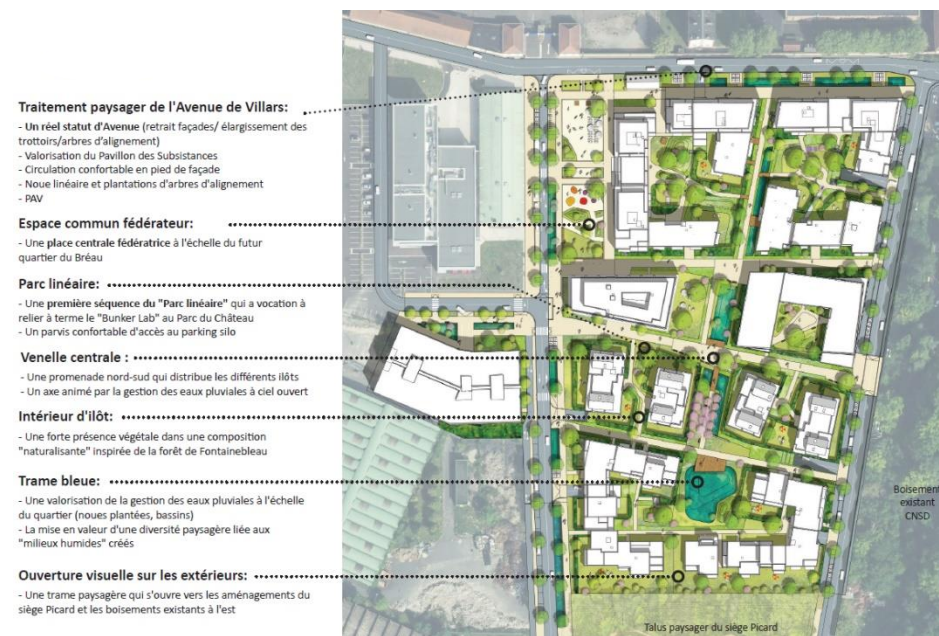 Traitement paysager de l'Avenue de Villars:
- Un réel statut d'Avenue (retrait façades/ élargissement des
trottoirs/arbres d'alignement)
- Valorisation du Pavillon des Subsistances
- Circulation confortable en pied de façade
- Noue linéaire et plantations d'arbres d'alignement
- PAV
Espace commun fédérateur:
- Une place centrale fédératrice à l'échelle du futur
quartier du Bréau
Parc linéaire:
- Une première séquence du "Parc linéaire" qui a vocation à
relier à terme le "Bunker Lab" au Parc du Château
- Un parvis confortable d'accès au parking silo
Venelle centrale :
- Une promenade nord-sud qui distribue les différents ilôts
- Un axe animé par la gestion des eaux pluviales à ciel ouvert
Intérieur d'ilôt:
- Une forte présence végétale dans une composition
"naturalisante" inspirée de la forêt de Fontainebleau
Trame bleue:
- Une valorisation de la gestion des eaux pluviales à l'échelle
du quartier (noues plantées, bassins)
- La mise en valeur d'une diversité paysagère liée aux
"milieux humides" créés
Ouverture visuelle sur les extérieurs:
- Une trame paysagère qui s'ouvre vers les aménagements du
siège Picard et les boisements existants à l'est
Boisement
existant
CNSD
Talus paysager du siège Picard